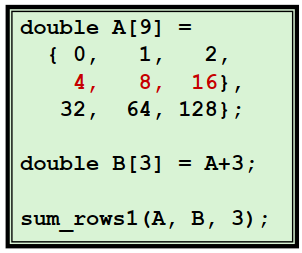 double A[9] =
{ 0, 1, 2,
4, 8, 16},
32, 64, 128};
double B[3] = A+3;
sum_rows1(A, B, 3);